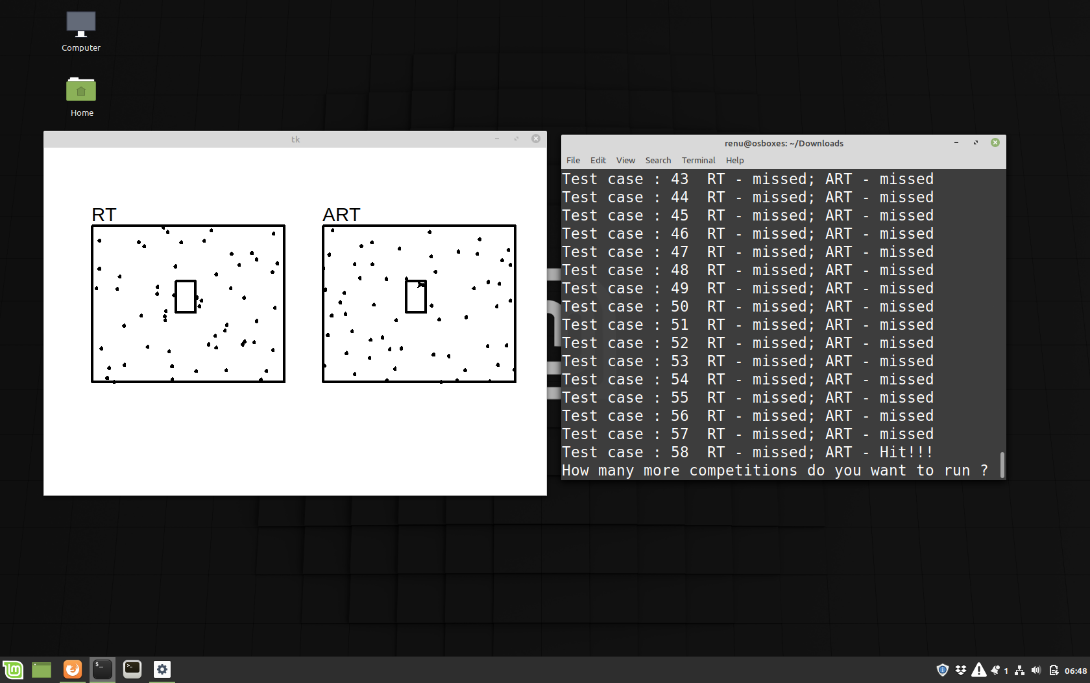 Computer
Home
tk
RT
ART
renu@osboxes: ~/Downloads
File Edit View Search Terminal Help
Test case : 43  RT - missed; ART - missed
Test case : 44  RT - missed; ART - missed
Test case : 45  RT - missed; ART - missed
Test case : 46  RT - missed; ART - missed
Test case : 47  RT - missed; ART - missed
Test case : 48  RT - missed; ART - missed
Test case : 49  RT - missed; ART - missed
Test case : 50  RT - missed; ART - missed
Test case : 51  RT - missed; ART - missed
Test case : 52  RT - missed; ART - missed
Test case : 53  RT - missed; ART - missed
Test case : 54  RT - missed; ART - missed
Test case : 55  RT - missed; ART - missed
Test case : 56  RT - missed; ART - missed
Test case : 57  RT - missed; ART - missed
Test case : 58  RT - missed; ART - Hit!!!
How many more competitions do you want to run ?
1
06:48